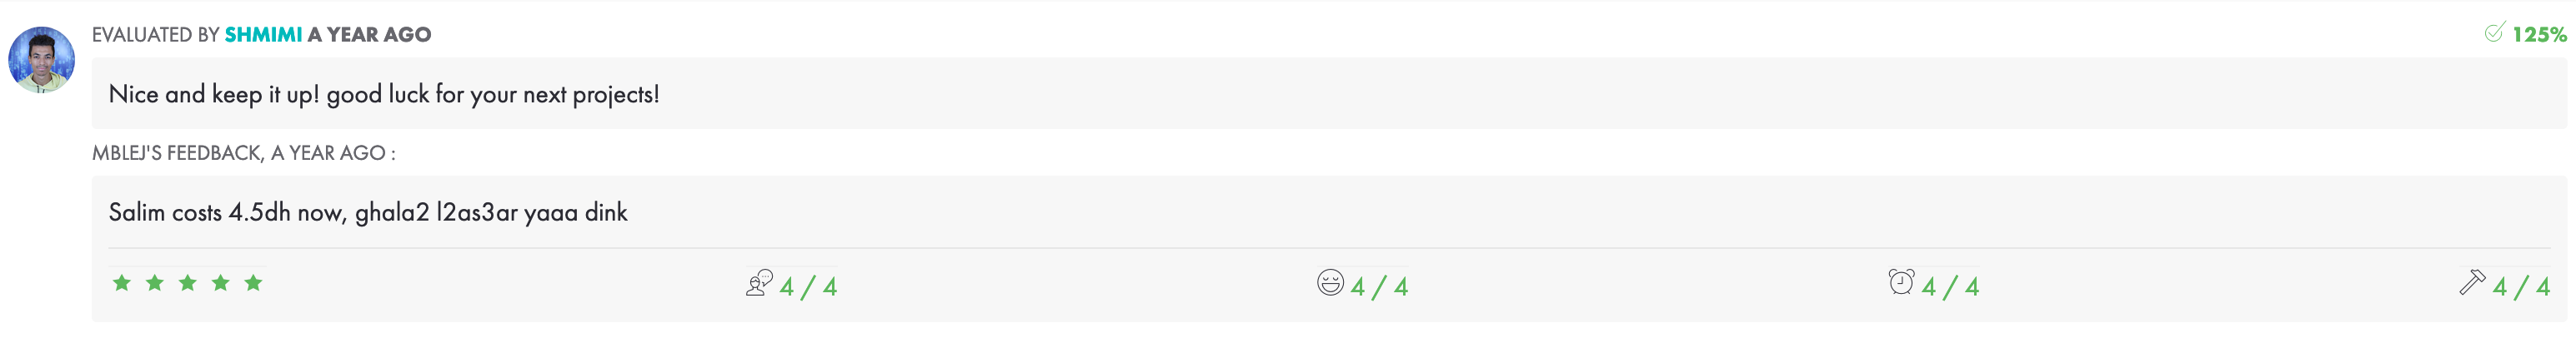 EVALUATED BY SHMIMI A YEAR AGO
125%
Nice and keep it up! good luck for your next projects!
MBLEJ'S FEEDBACK, A YEAR AGO :
Salim costs 4.5dh now, ghala2 l2as3ar yaaa dink
4 / 4
4 / 4
4 / 4
4 / 4